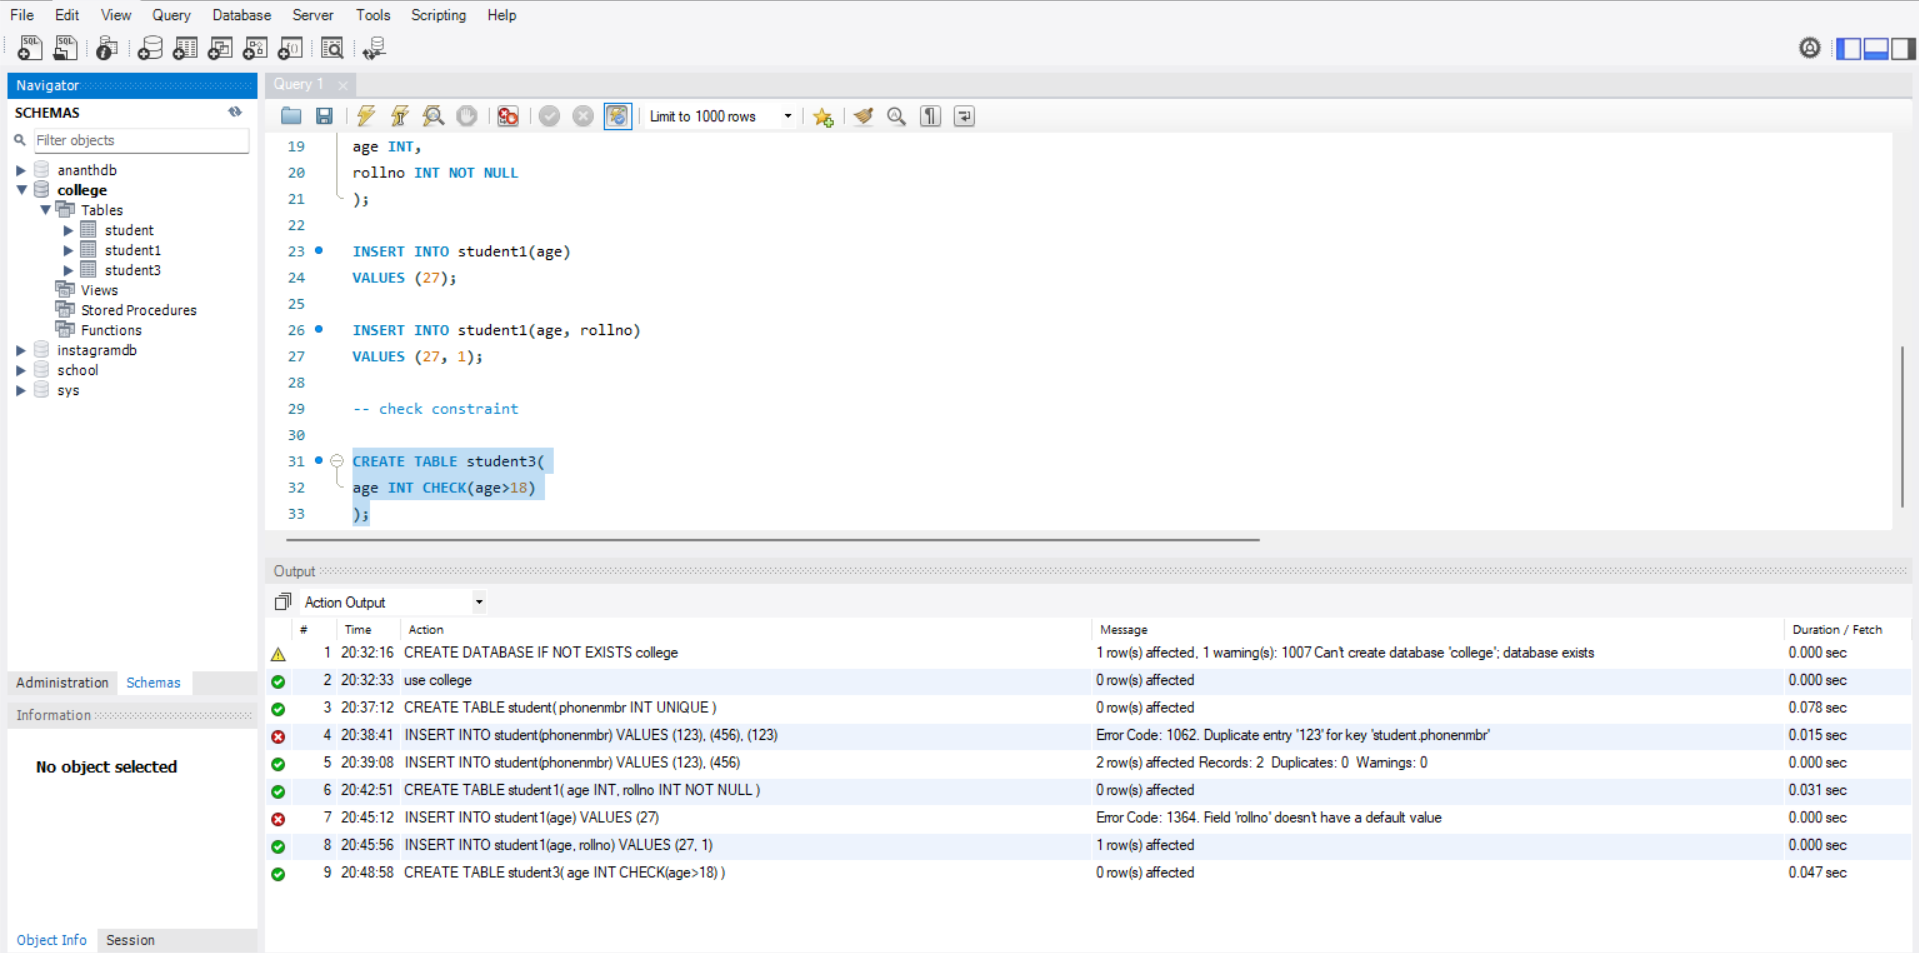 File Edit View Query Database Server Tools Scripting Help
Navigator
SCHEMAS
Filter objects
ananthdb
college
Tables
student
student1
student3
Views
Stored Procedures
Functions
instagramdb
school
sys
Administration Schemas
Information
No object selected
Object Info Session
Query 1
Limit to 1000 rows
19 age INT,
20 rollno INT NOT NULL
21 );
22
23 INSERT INTO student1(age)
24 VALUES (27);
25
26 INSERT INTO student1(age, rollno)
27 VALUES (27, 1);
28
29 -- check constraint
30
31 CREATE TABLE student3(
32 age INT CHECK(age>18)
33 );
Output
Action Output
# Time Action Message Duration / Fetch
1 20:32:16 CREATE DATABASE IF NOT EXISTS college 1 row(s) affected, 1 warning(s): 1007 Can't create database 'college'; database exists 0.000 sec
2 20:32:33 use college 0 row(s) affected 0.000 sec
3 20:37:12 CREATE TABLE student( phonenmbr INT UNIQUE ) 0 row(s) affected 0.078 sec
4 20:38:41 INSERT INTO student(phonenmbr) VALUES (123), (456), (123) Error Code: 1062. Duplicate entry '123' for key 'student.phonenmbr' 0.015 sec
5 20:39:08 INSERT INTO student(phonenmbr) VALUES (123), (456) 2 row(s) affected Records: 2 Duplicates: 0 Warnings: 0 0.000 sec
6 20:42:51 CREATE TABLE student1( age INT, rollno INT NOT NULL ) 0 row(s) affected 0.031 sec
7 20:45:12 INSERT INTO student1(age) VALUES (27) Error Code: 1364. Field 'rollno' doesn't have a default value 0.000 sec
8 20:45:56 INSERT INTO student1(age, rollno) VALUES (27, 1) 1 row(s) affected 0.000 sec
9 20:48:58 CREATE TABLE student3( age INT CHECK(age>18) ) 0 row(s) affected 0.047 sec